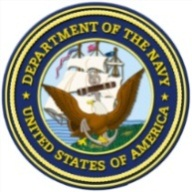 DEPARTMENT OF THE NAVY
UNITED STATES OF AMERICA